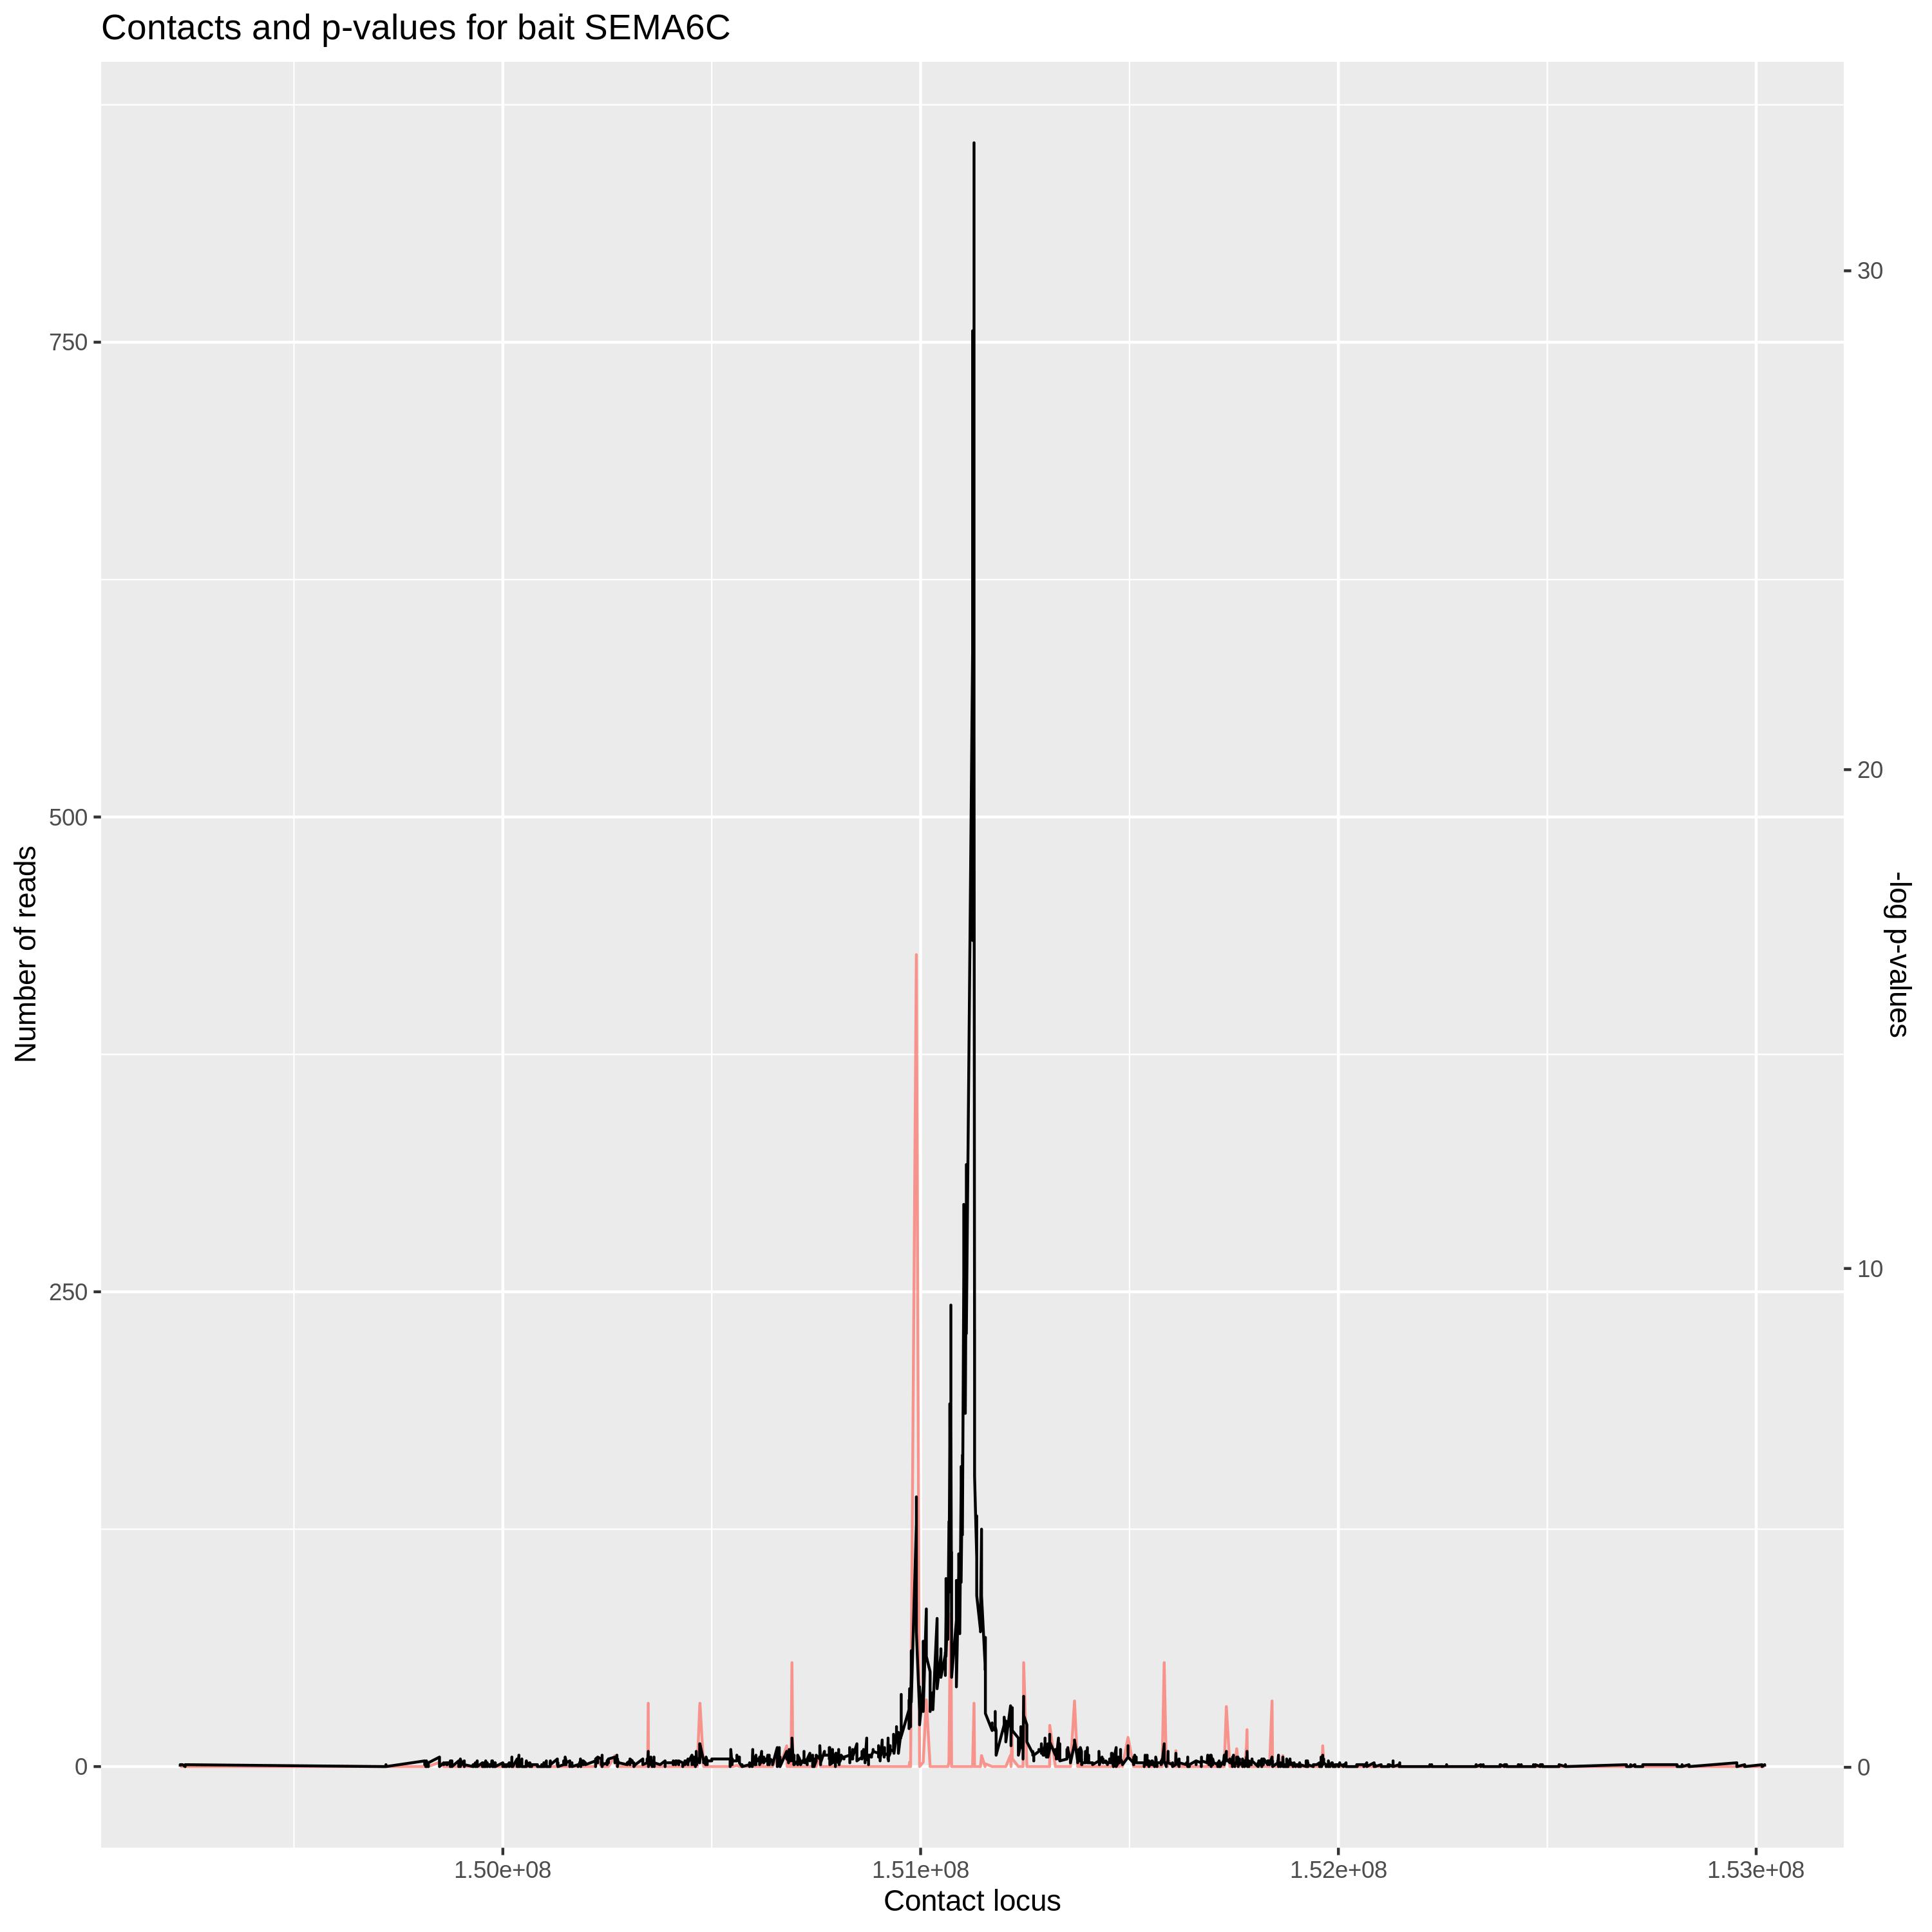 Contacts and p-values for bait SEMA6C
750
500
250
0
Number of reads
30
20
10
0
-log p-values
1.50e+08
1.51e+08
1.52e+08
1.53e+08
Contact locus